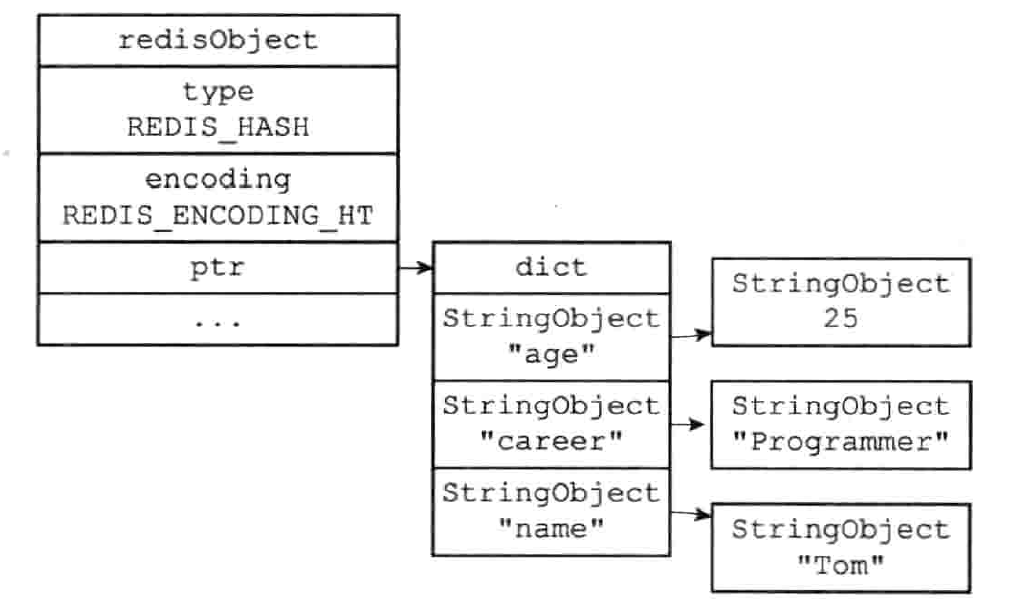 redisObject
type
REDIS_HASH
encoding
REDIS_ENCODING_HT
ptr
...
dict
StringObject
"age"
StringObject
"career"
StringObject
"name"
StringObject
25
StringObject
"Programmer"
StringObject
"Tom"